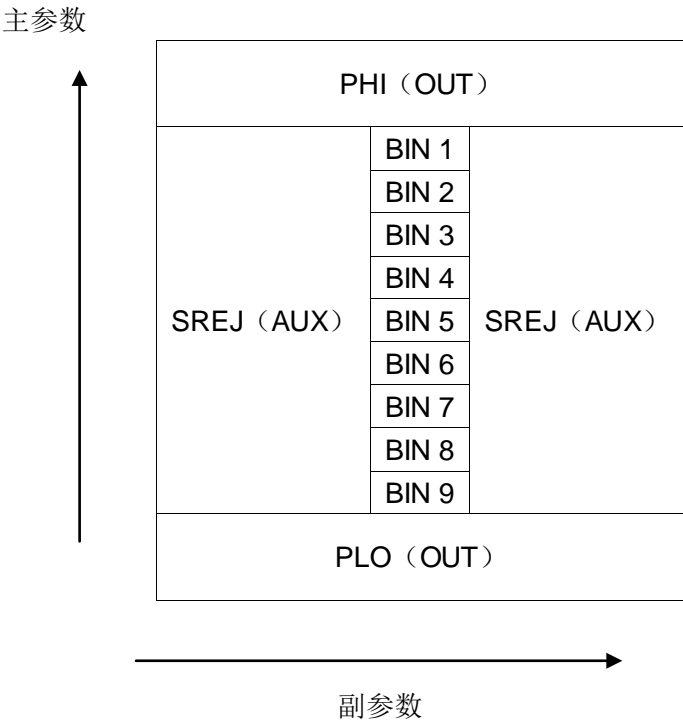 主参数
PHI（OUT）
BIN 1
BIN 2
BIN 3
BIN 4
SREJ（AUX） BIN 5 SREJ（AUX）
BIN 6
BIN 7
BIN 8
BIN 9
PLO（OUT）
副参数